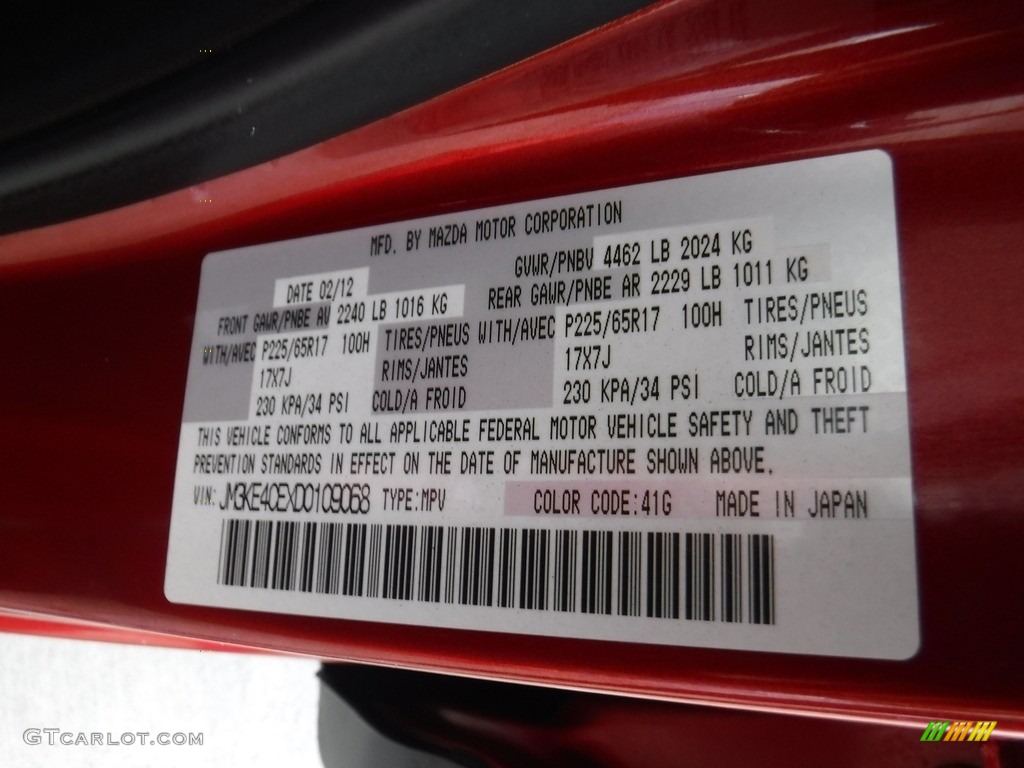 MFD. BY MAZDA MOTOR CORPORATION
DATE 02/12 GVWR/PNBV 4462 LB 2024 KG
FRONT GAWR/PNBE AV 2240 LB 1016 KG REAR GAWR/PNBE AR 2229 LB 1011 KG
WITH/AVEC P225/65R17 100H TIRES/PNEUS WITH/AVEC P225/65R17 100H TIRES/PNEUS
17X7J RIMS/JANTES 17X7J RIMS/JANTES
230 KPA/34 PSI COLD/A FROID 230 KPA/34 PSI COLD/A FROID
THIS VEHICLE CONFORMS TO ALL APPLICABLE FEDERAL MOTOR VEHICLE SAFETY AND THEFT
PREVENTION STANDARDS IN EFFECT ON THE DATE OF MANUFACTURE SHOWN ABOVE.
VIN: JM3KE4CEXD0109068 TYPE:MPV COLOR CODE:41G MADE IN JAPAN
GTcarlot.com